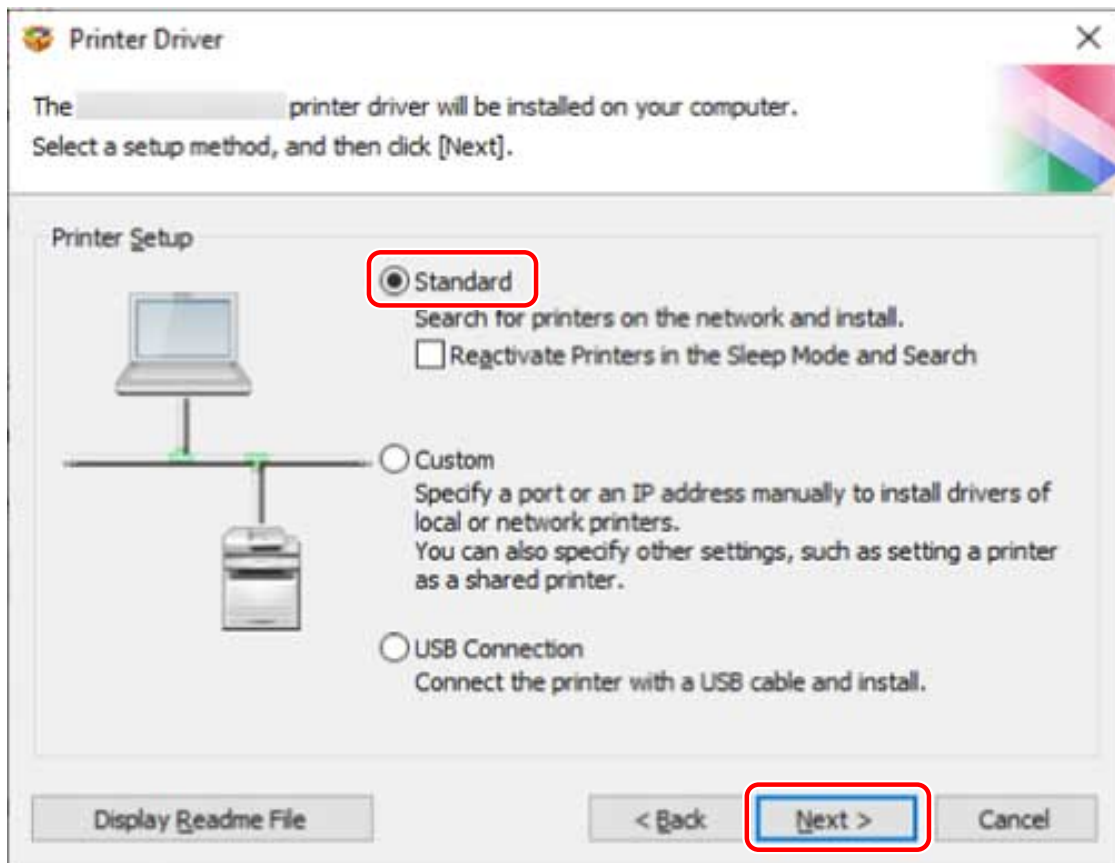 Printer Driver
The printer driver will be installed on your computer.
Select a setup method, and then click [Next].
Printer Setup
Standard
Search for printers on the network and install.
Reactivate Printers in the Sleep Mode and Search
Custom
Specify a port or an IP address manually to install drivers of
local or network printers.
You can also specify other settings, such as setting a printer
as a shared printer.
USB Connection
Connect the printer with a USB cable and install.
Display Readme File
< Back
Next >
Cancel